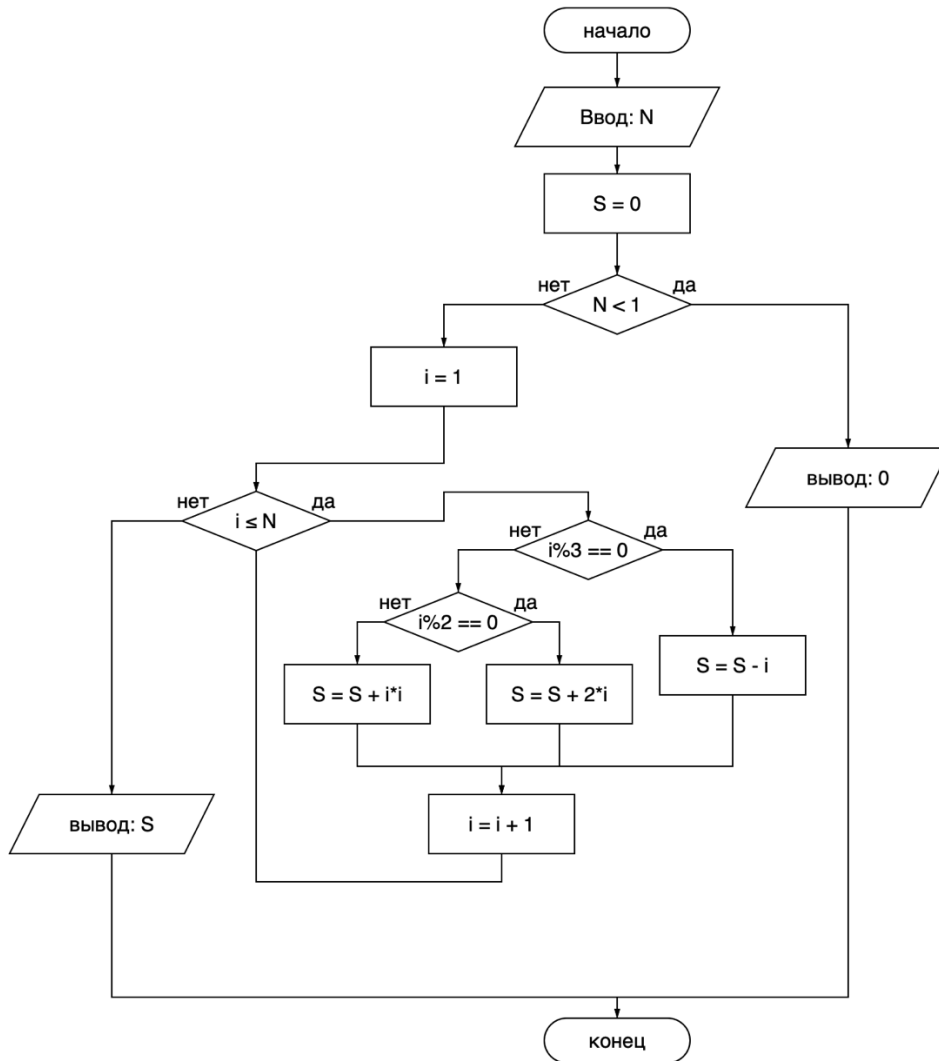 начало
Ввод: N
S = 0
нет
да
N < 1
i = 1
вывод: 0
нет
да
i ≤ N
нет
да
i%3 == 0
нет
да
i%2 == 0
S = S - i
S = S + i*i
S = S + 2*i
вывод: S
i = i + 1
конец